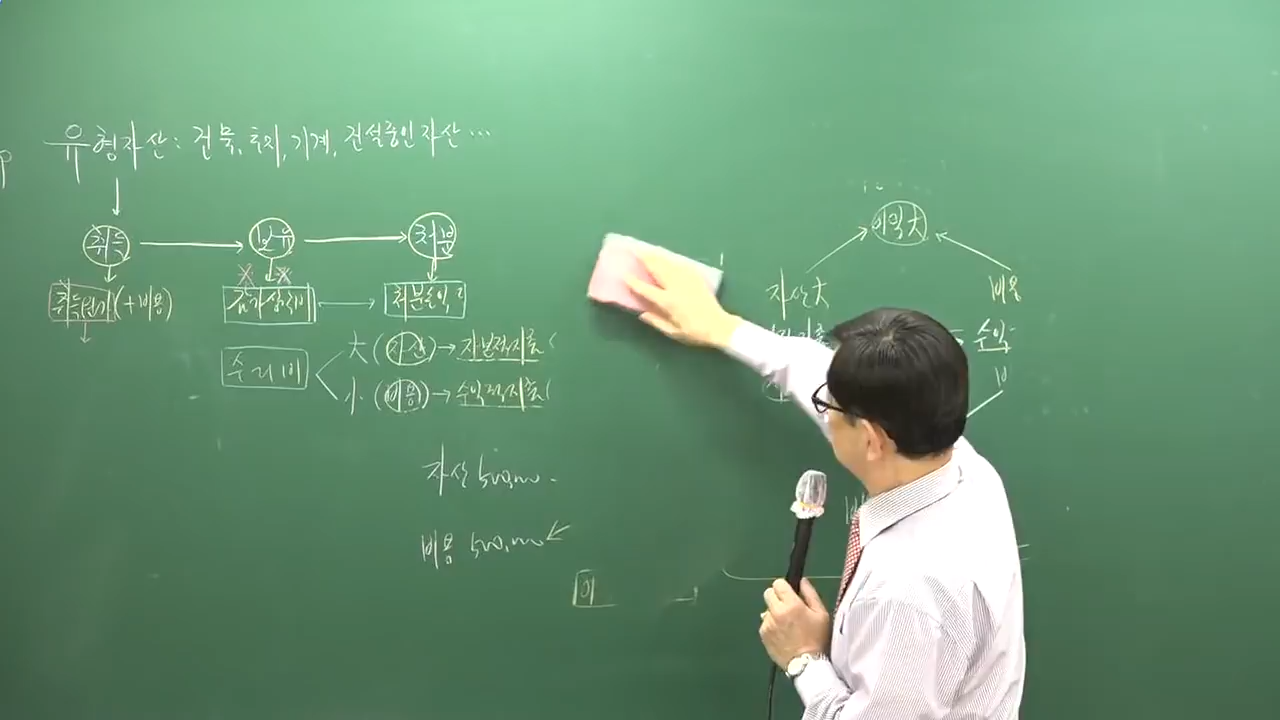 유형자산: 건물, 토지, 기계, 건설중인자산 ...
취득 → 보유 → 처분
취득원가 (+비용) 감가상각비 ↔ 처분손익
수리비
大 (자산) → 자본적지출 (
小 (비용) → 수익적지출 (
자산 500,000 -
비용 500,000 ←
이
이익大
자산大 비용
수익-